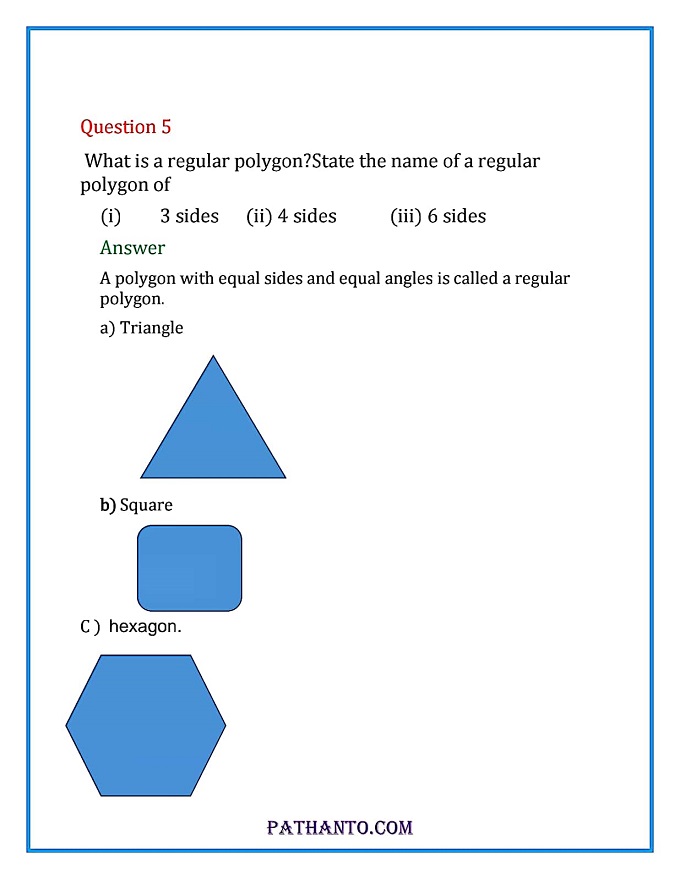 Question 5
What is a regular polygon?State the name of a regular
polygon of
(i) 3 sides (ii) 4 sides (iii) 6 sides
Answer
A polygon with equal sides and equal angles is called a regular
polygon.
a) Triangle
b) Square
C ) hexagon.
PATHANTO.COM